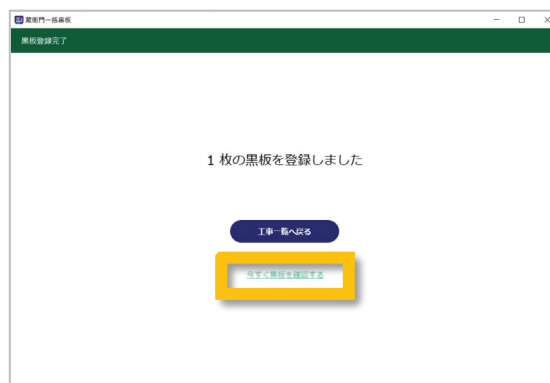 蔵衛門一括黒板
黒板登録完了
1 枚の黒板を登録しました
工事一覧へ戻る
今すぐ黒板を確認する